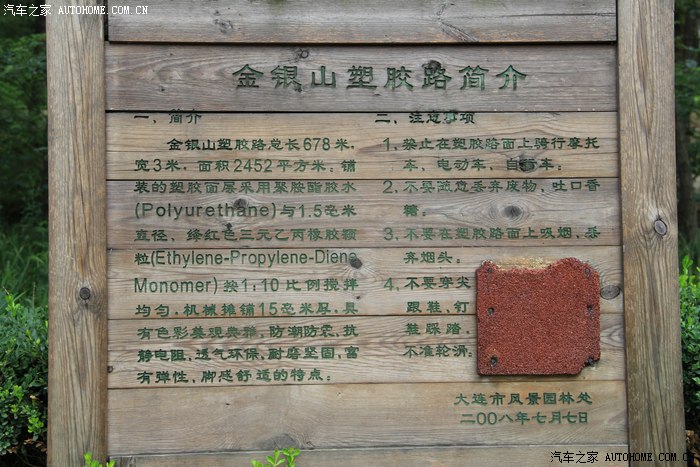 汽车之家 AUTOHOME.COM.CN
金银山塑胶路简介
一、简介
金银山塑胶路总长678米，
宽3米，面积2452平方米。铺
装的塑胶面层采用聚胺酯胶水
(Polyurethane)与1.5毫米
直径、绛红色三元乙丙橡胶颗
粒(Ethylene-Propylene-Diene
Monomer)按1:10比例搅拌
均匀，机械摊铺15毫米厚，具
有色彩美观典雅，防潮防震，抗
静电阻，透气环保，耐磨坚固，富
有弹性，脚感舒适的特点。
二、注意事项
1、禁止在塑胶路面上骑行摩托
车、电动车、自行车。
2、不要随意丢弃废物，吐口香
糖。
3、不要在塑胶路面上吸烟、丢
弃烟头。
4、不要穿尖
跟鞋，钉
鞋踩踏，
不准轮滑。
大连市风景园林处
二〇〇八年七月七日
汽车之家 AUTOHOME.COM.CN